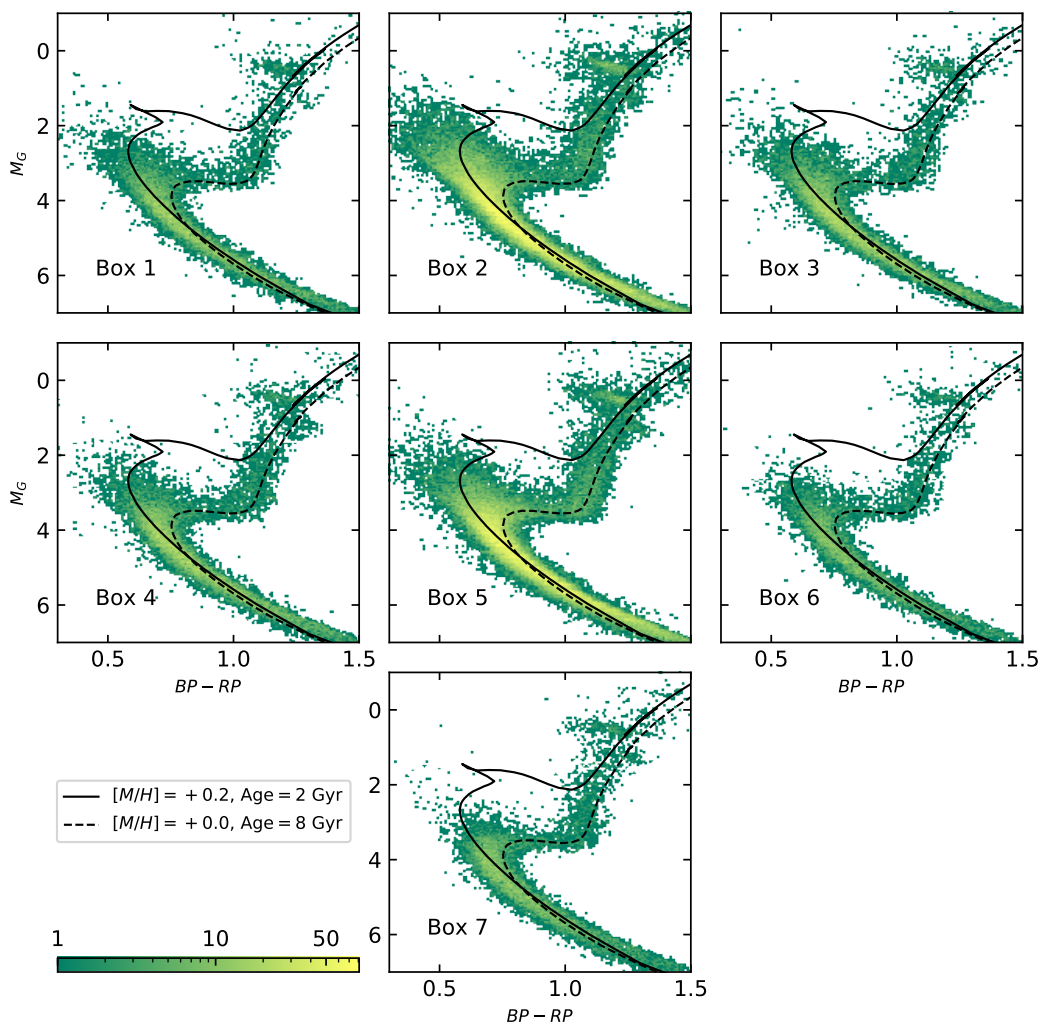 0
2
4
6
M_G
Box 1
Box 2
Box 3
0
2
4
6
M_G
Box 4
Box 5
Box 6
0.5 1.0 1.5
BP − RP
0.5 1.0 1.5
BP − RP
0
2
4
6
Box 7
[M/H] = +0.2, Age = 2 Gyr
[M/H] = +0.0, Age = 8 Gyr
1 10 50
0.5 1.0 1.5
BP − RP